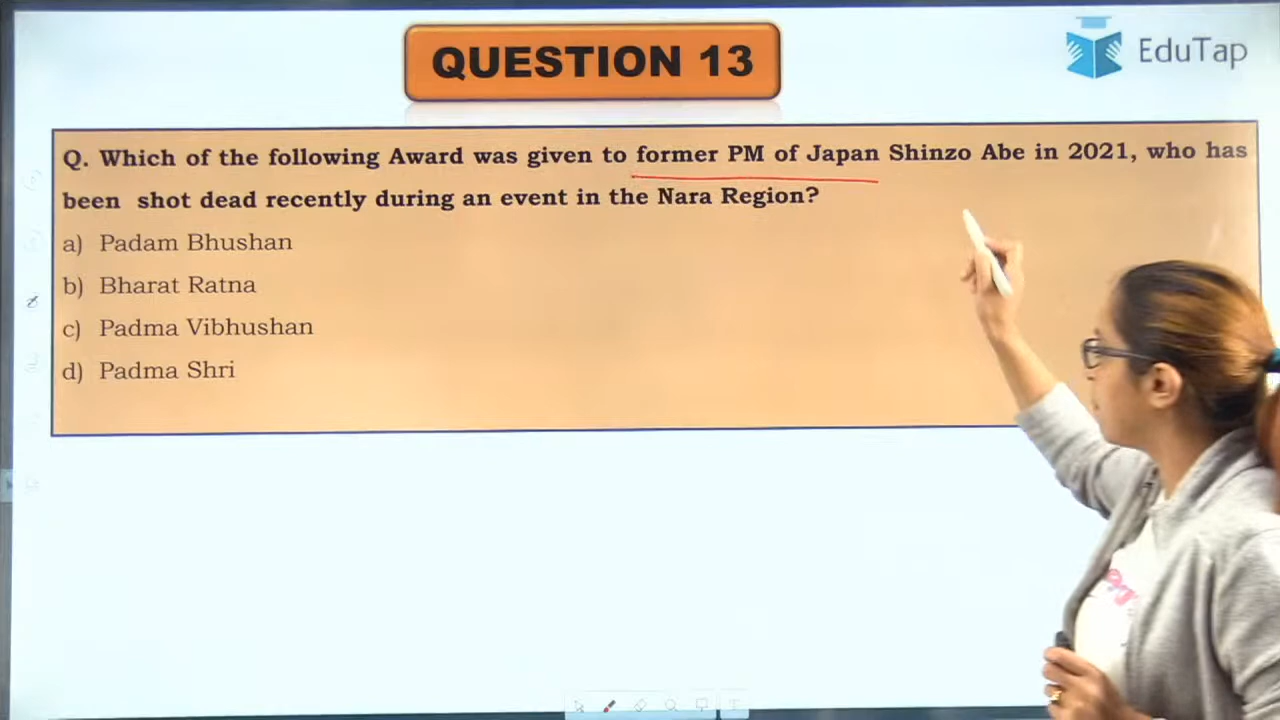 QUESTION 13
EduTap
Q. Which of the following Award was given to former PM of Japan Shinzo Abe in 2021, who has
been shot dead recently during an event in the Nara Region?
a) Padam Bhushan
b) Bharat Ratna
c) Padma Vibhushan
d) Padma Shri